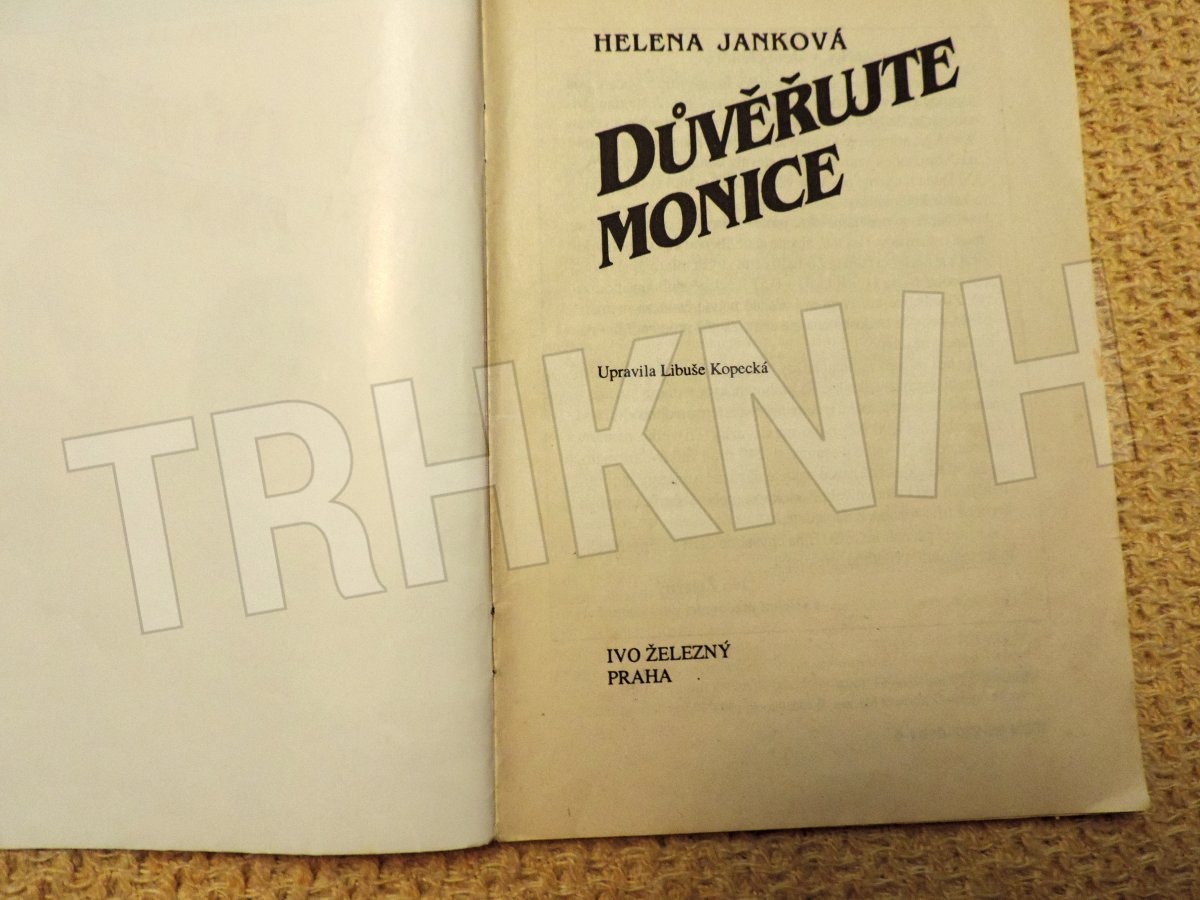 HELENA JANKOVÁ
DŮVĚŘUJTE
MONICE
Upravila Libuše Kopecká
TRHKNIH
IVO ŽELEZNÝ
PRAHA